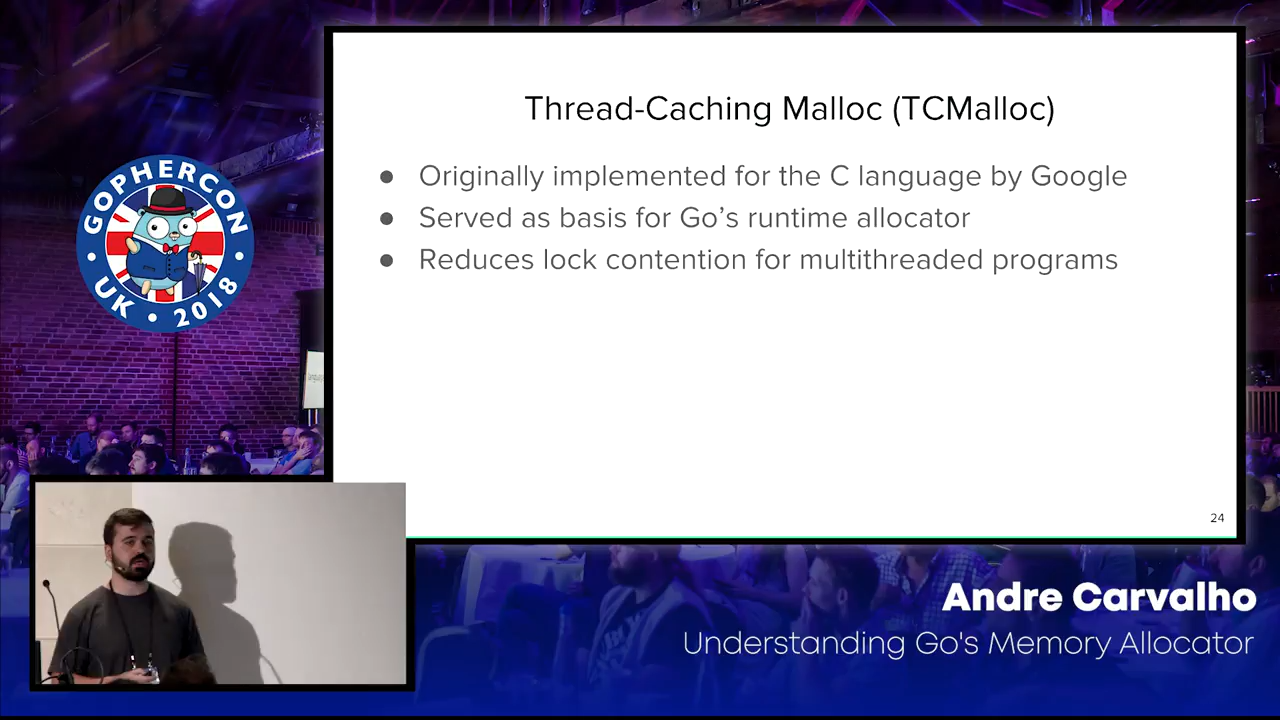 Thread-Caching Malloc (TCMalloc)
● Originally implemented for the C language by Google
● Served as basis for Go’s runtime allocator
● Reduces lock contention for multithreaded programs
24
GOPHERCON
UK • 2018
Andre Carvalho
Understanding Go's Memory Allocator